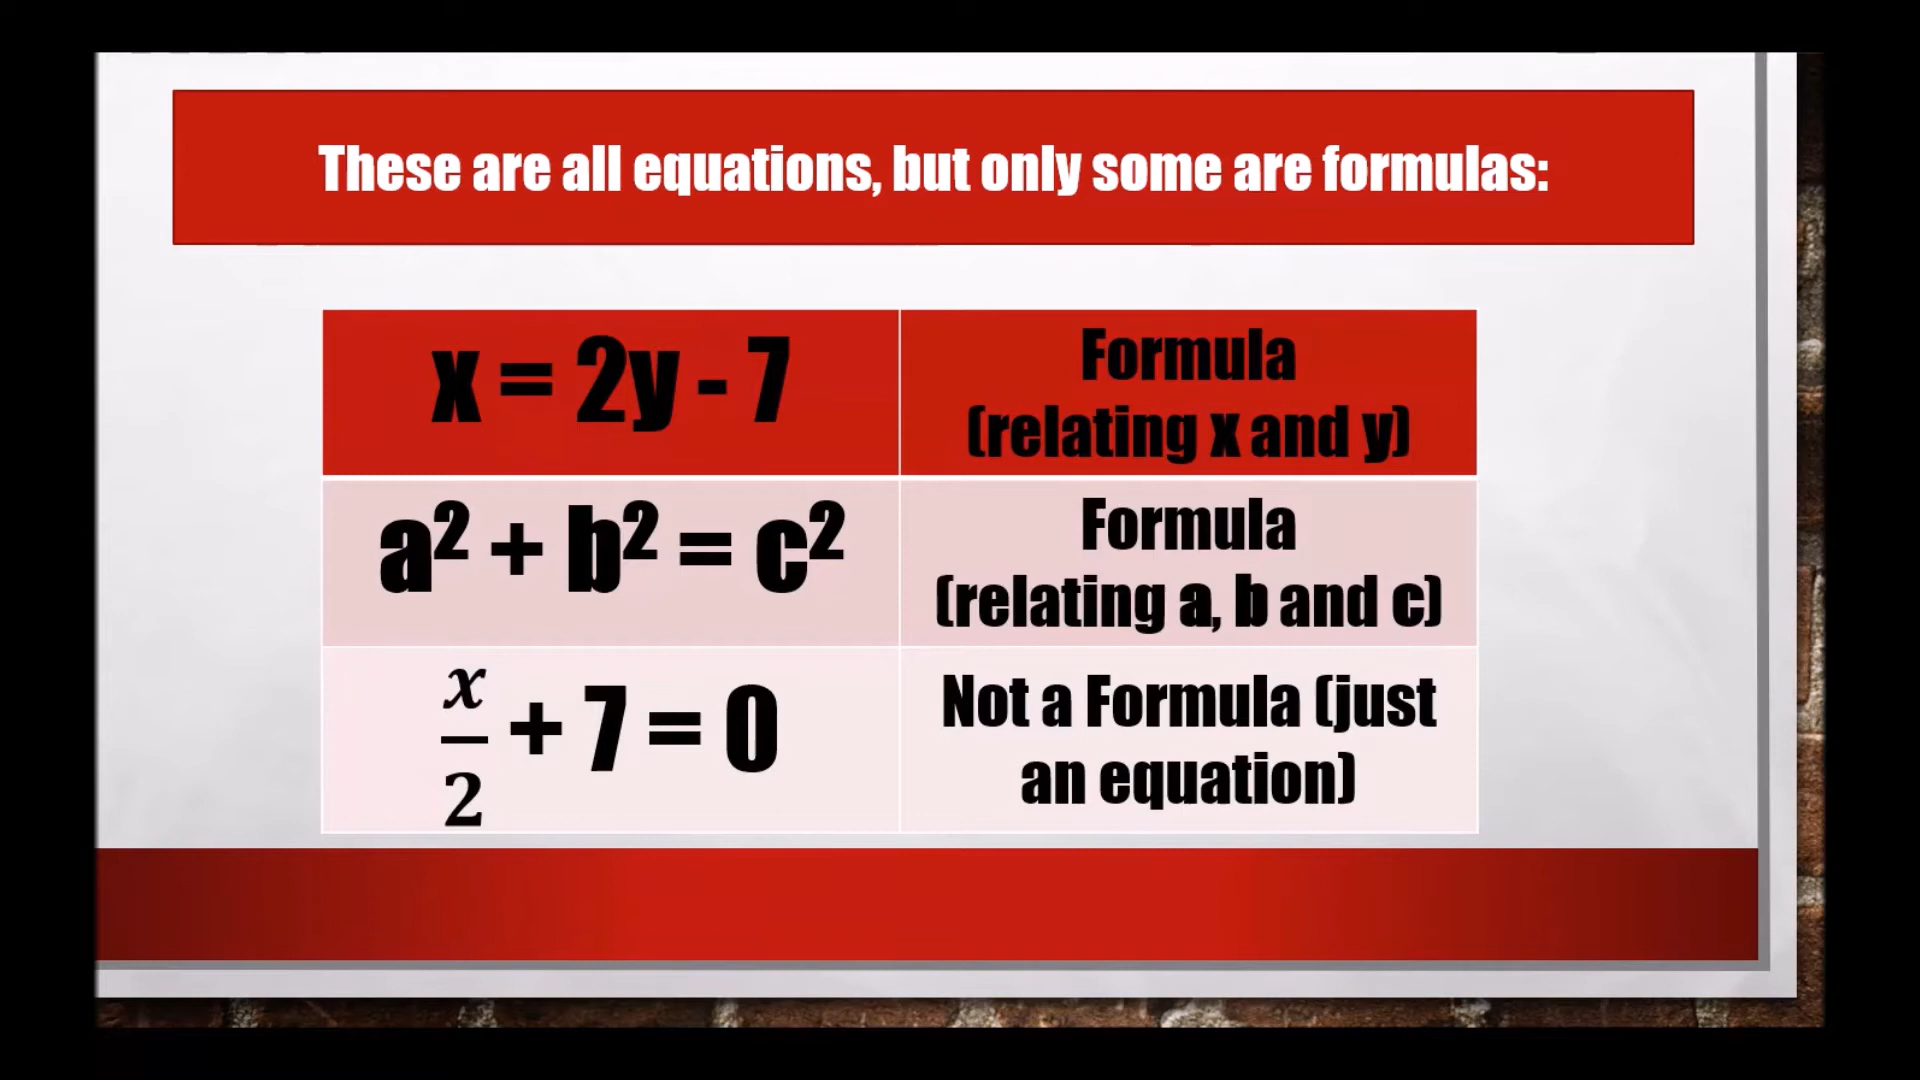 These are all equations, but only some are formulas:
x = 2y - 7
Formula
(relating x and y)
a² + b² = c²
Formula
(relating a, b and c)
x/2 + 7 = 0
Not a Formula (just
an equation)